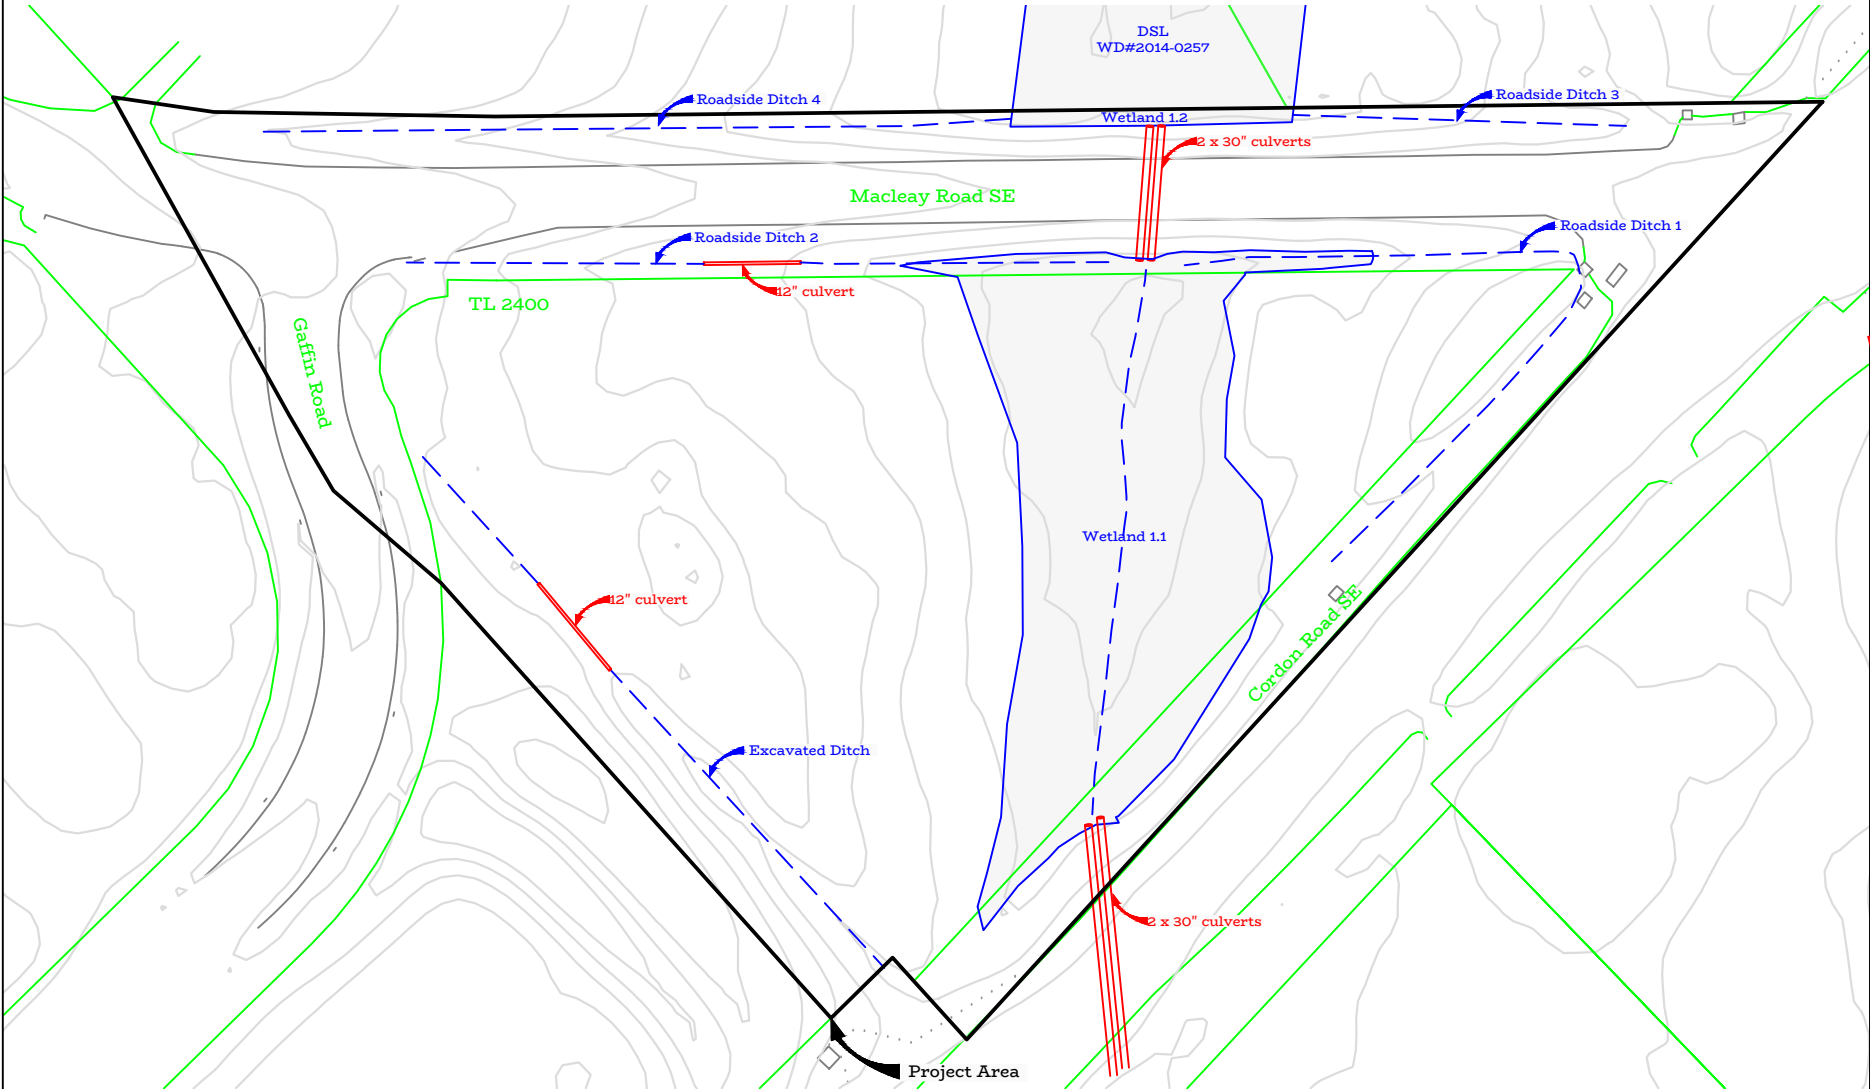 DSL
WD#2014-0257
Roadside Ditch 4
Roadside Ditch 3
Wetland 1.2
2 x 30" culverts
Macleay Road SE
Roadside Ditch 2
Roadside Ditch 1
12" culvert
TL 2400
Gaffin Road
Wetland 1.1
12" culvert
Cordon Road SE
Excavated Ditch
2 x 30" culverts
Project Area